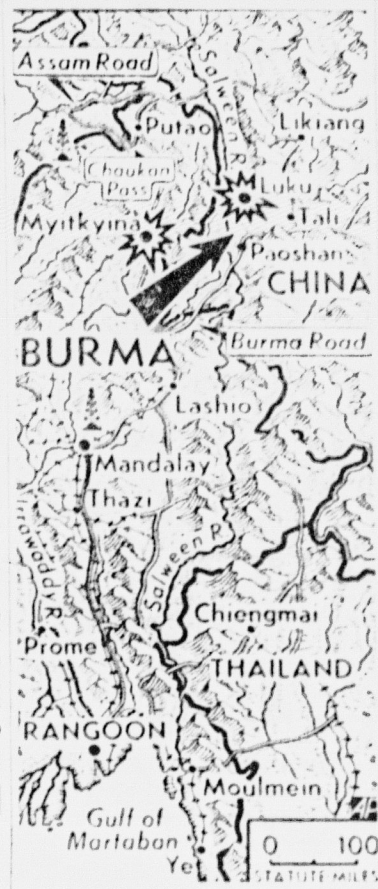 Assam Road
Salween R.
Putao
Likiang
Chaukan
Pass
Luku
Myitkyina
Tali
Paoshan
CHINA
BURMA
Burma Road
Lashio
Mandalay
Thazi
Irrawaddy R.
Salween R.
Chiengmai
Prome
THAILAND
RANGOON
Moulmein
Gulf of
Martaban
Ye
0 100
STATUTE MILES